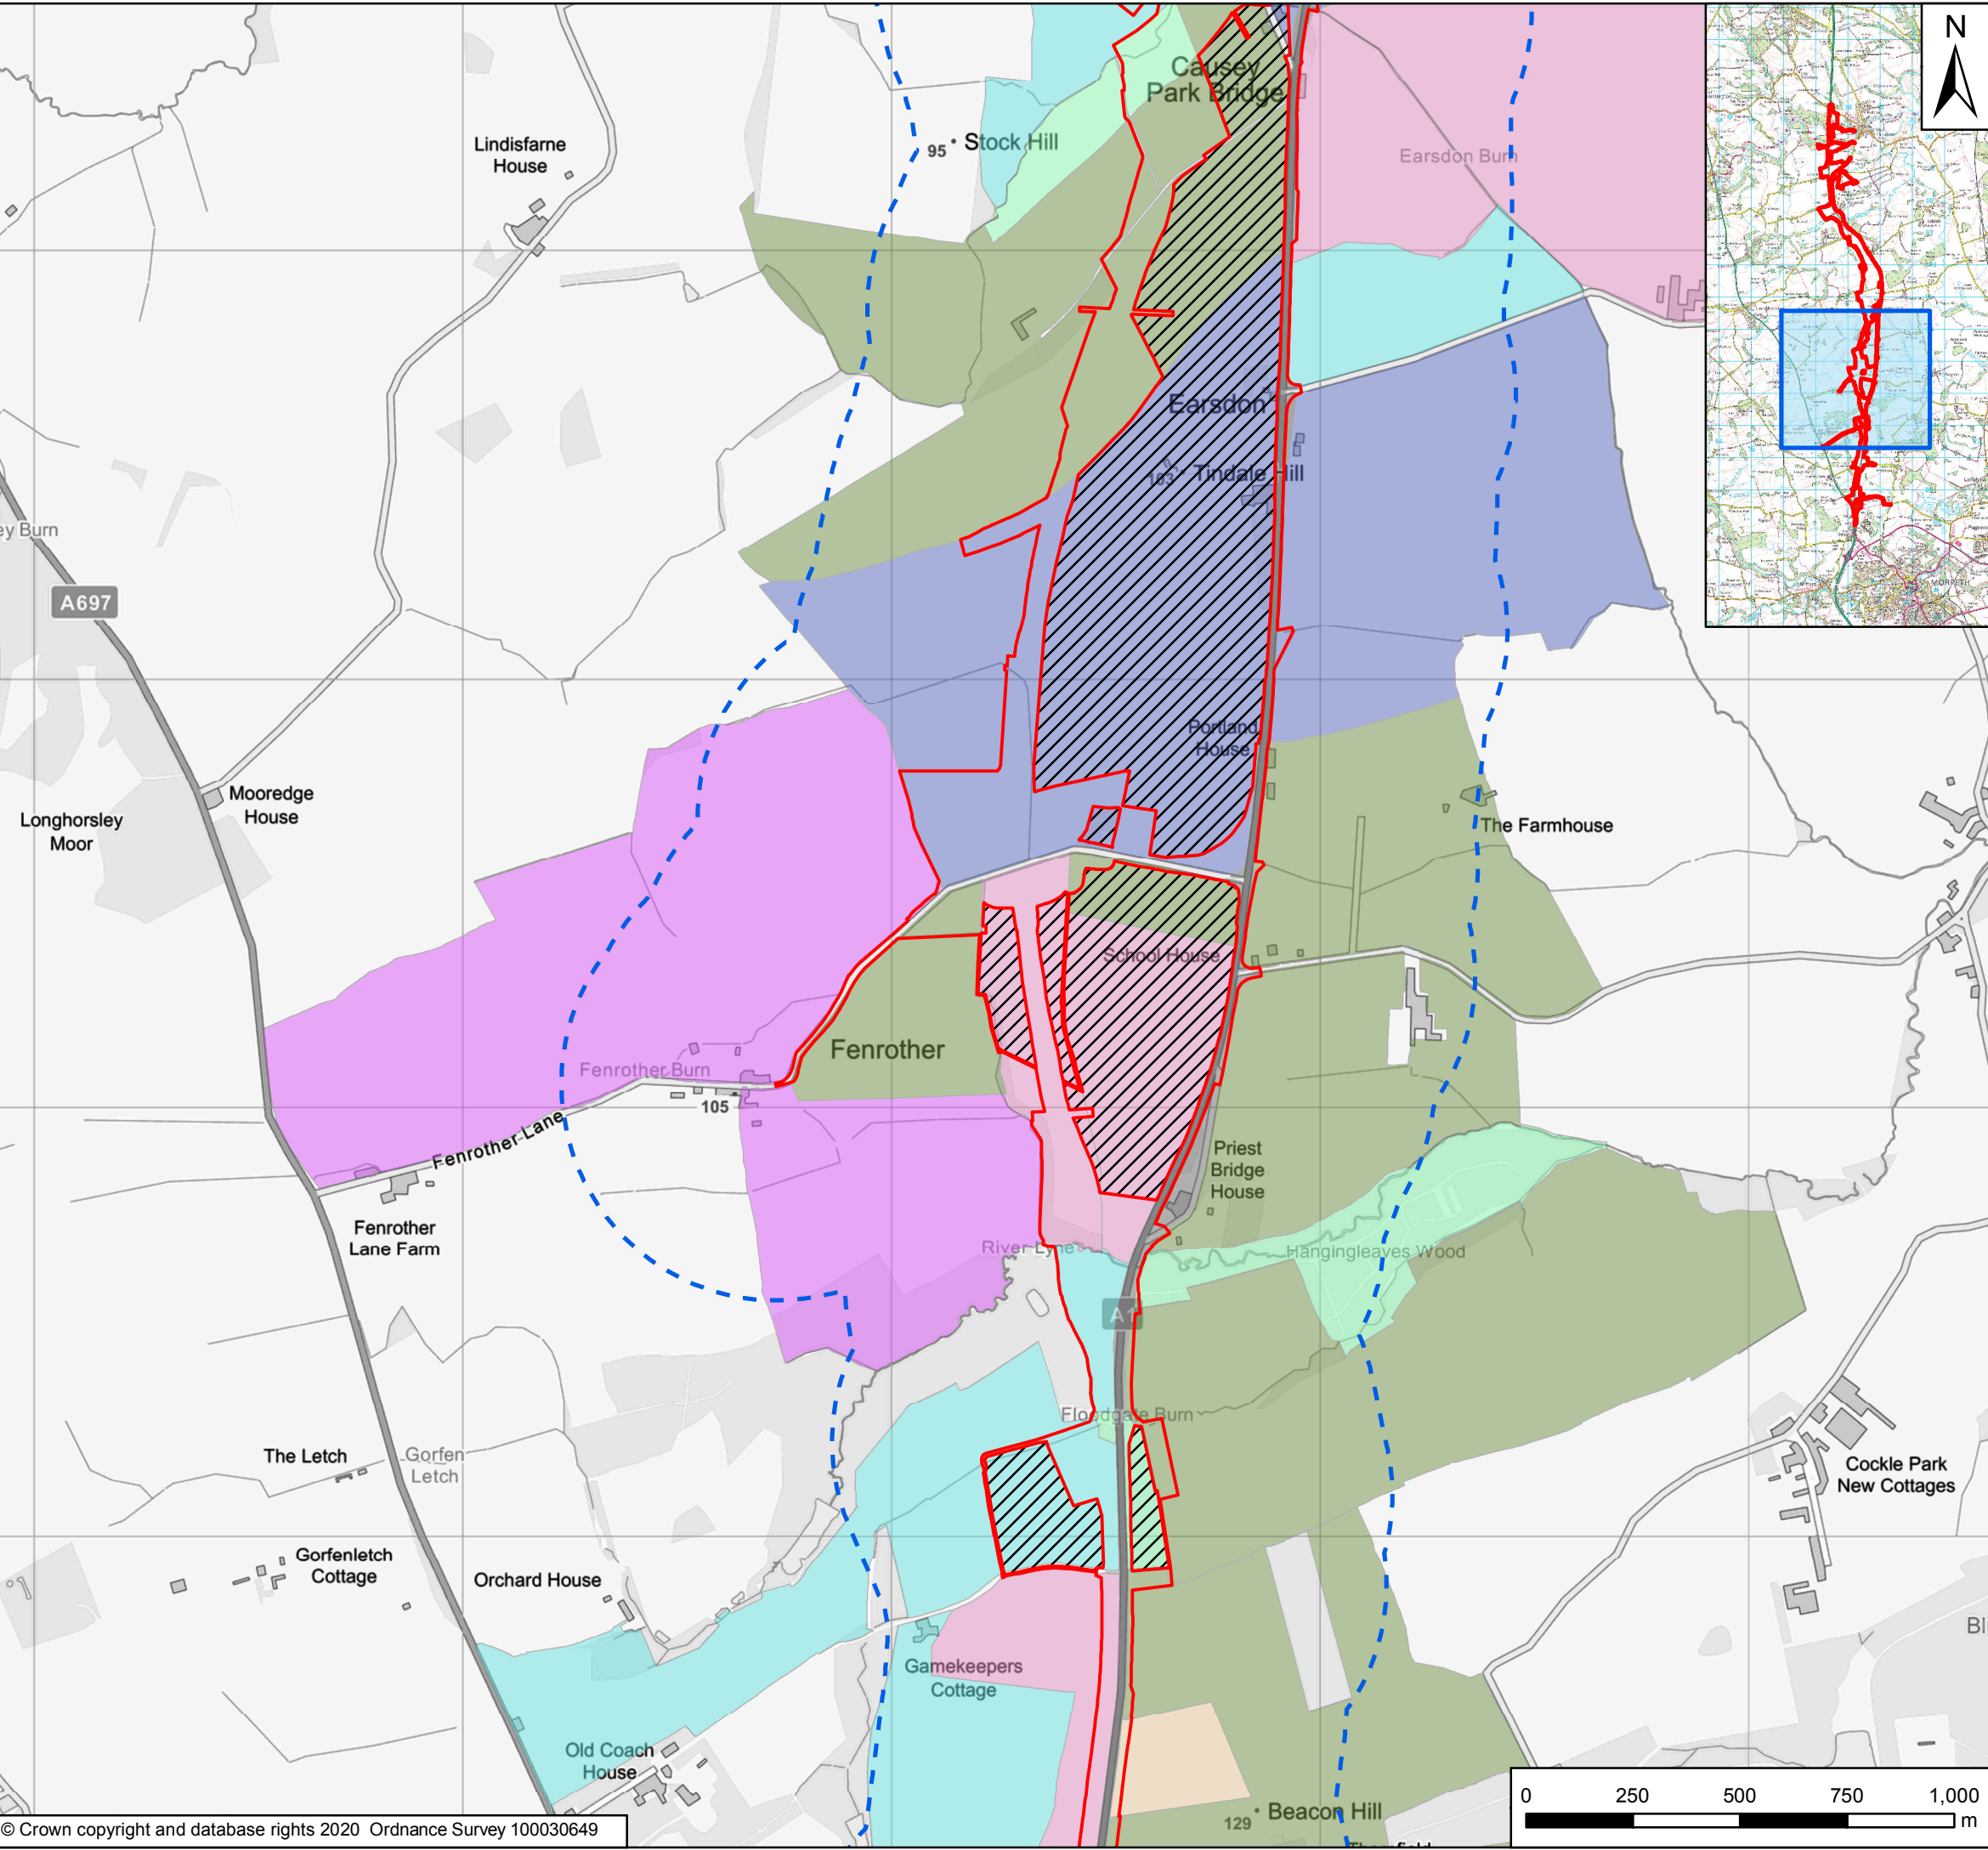 N
Causey
Park Bridge
95 Stock Hill
Lindisfarne
House
Earsdon Burn
Earsdon
103 Tindale Hill
ey Burn
A697
MORPETH
Portland
House
Mooredge
House
Longhorsley
Moor
The Farmhouse
School House
Fenrother
Fenrother Burn
105
Fenrother Lane
Priest
Bridge
House
Fenrother
Lane Farm
River Lyne
Hangingleaves Wood
A1
Floodgate Burn
The Letch
Gorfen
Letch
Cockle Park
New Cottages
Gorfenletch
Cottage
Orchard House
Bli
Gamekeepers
Cottage
Old Coach
House
129 Beacon Hill
0 250 500 750 1,000
m
© Crown copyright and database rights 2020 Ordnance Survey 100030649